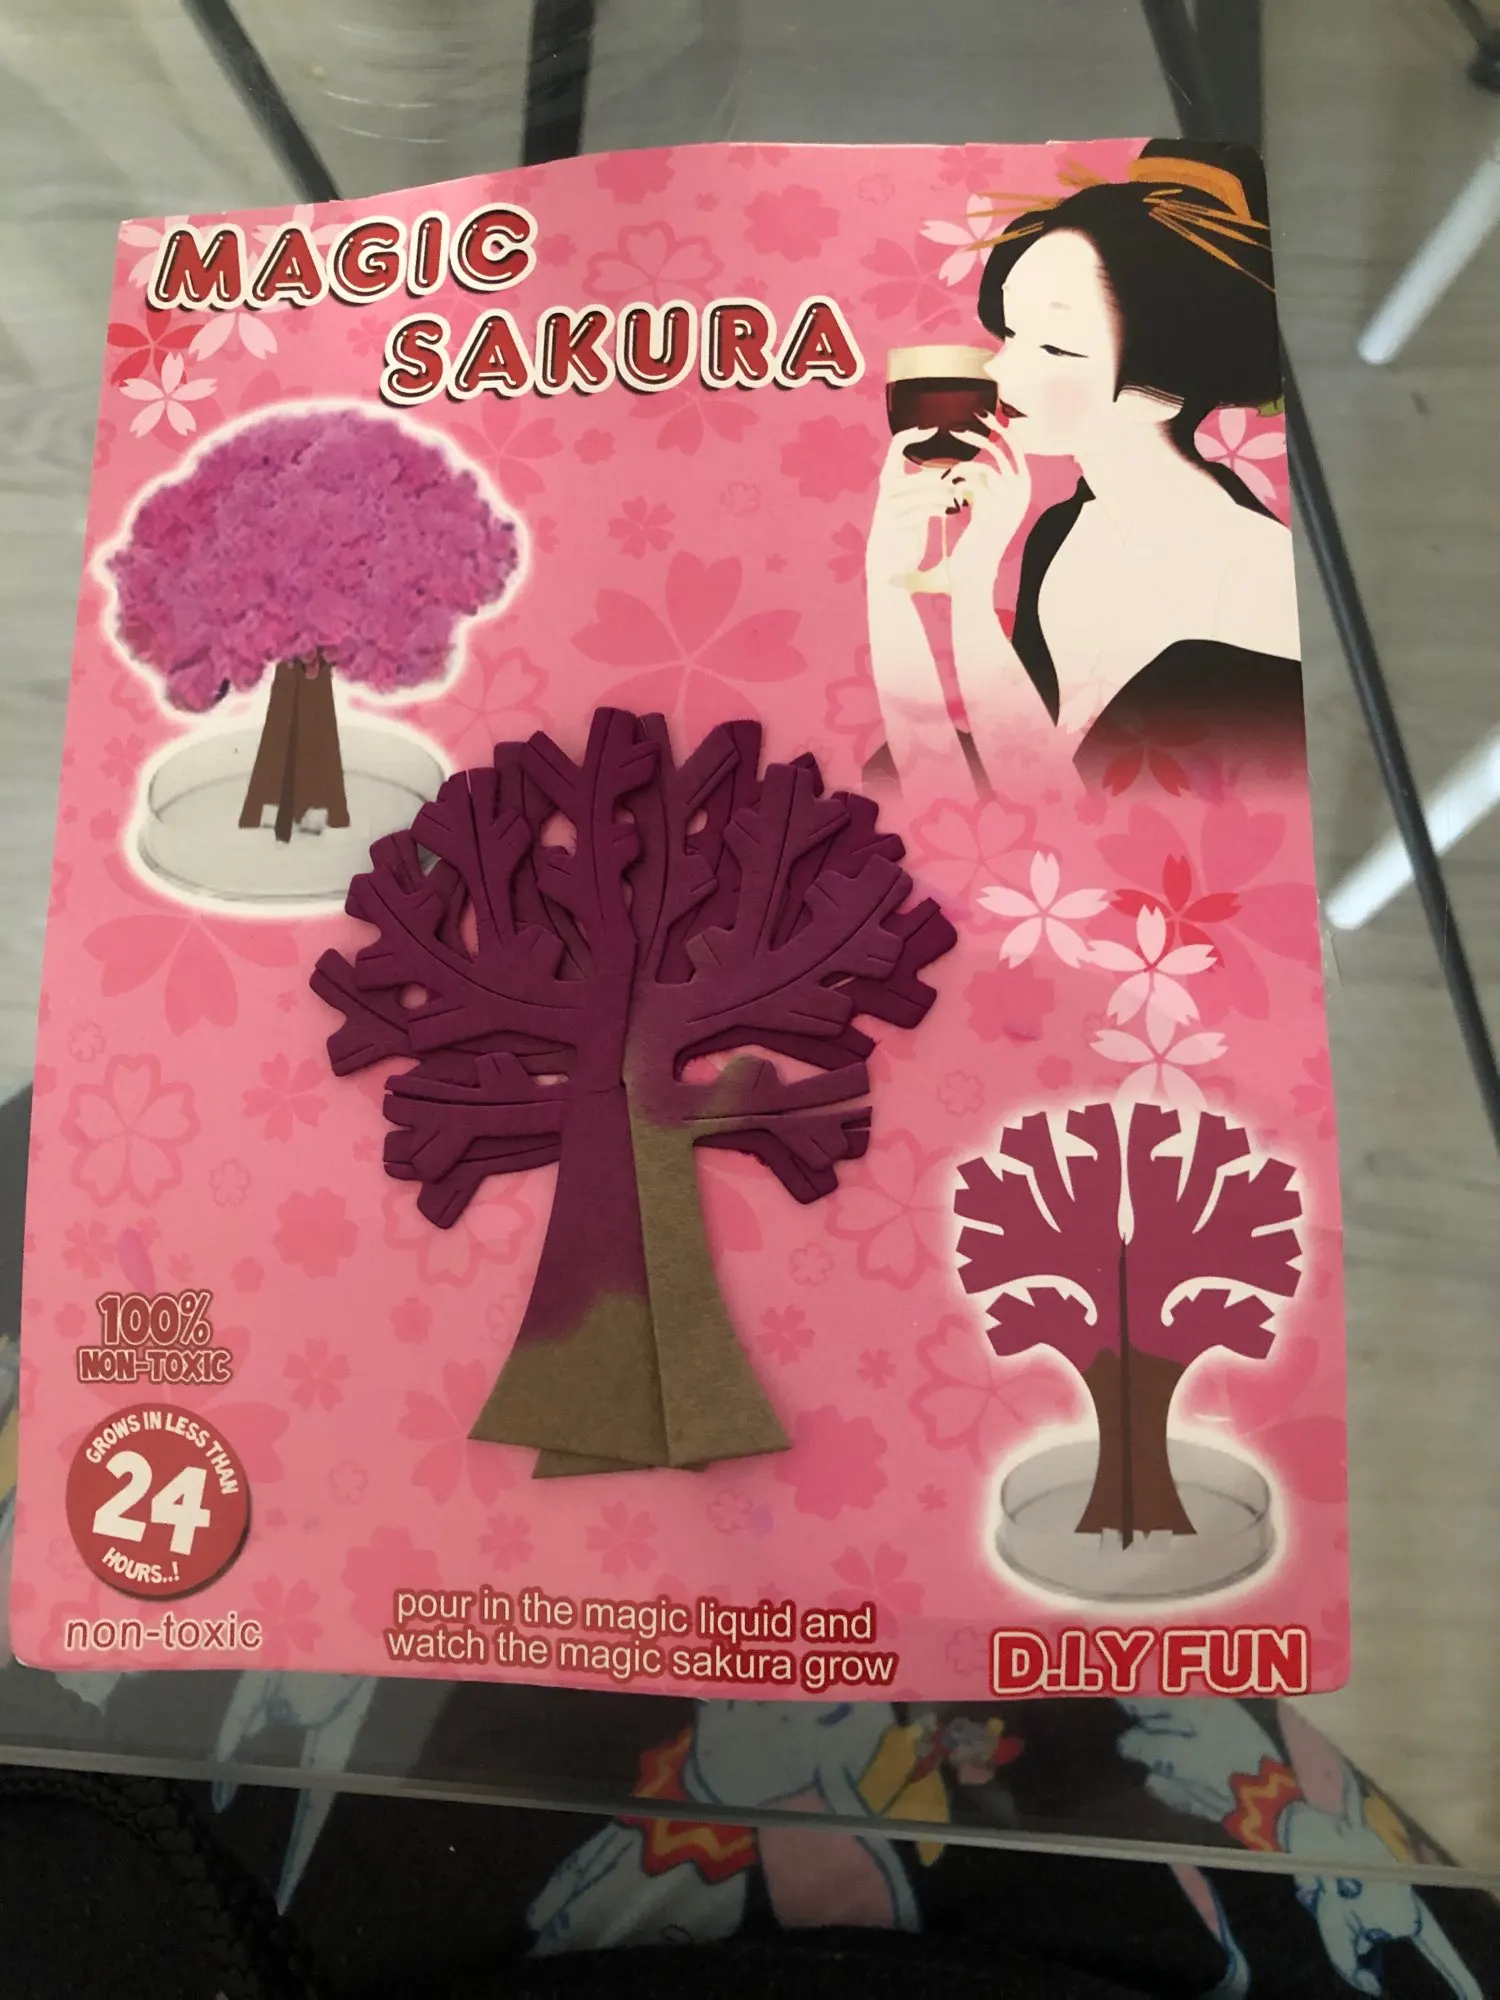 MAGIC
SAKURA
100%
NON-TOXIC
GROWS IN LESS THAN
24
HOURS..!
non-toxic
pour in the magic liquid and
watch the magic sakura grow
D.I.Y FUN